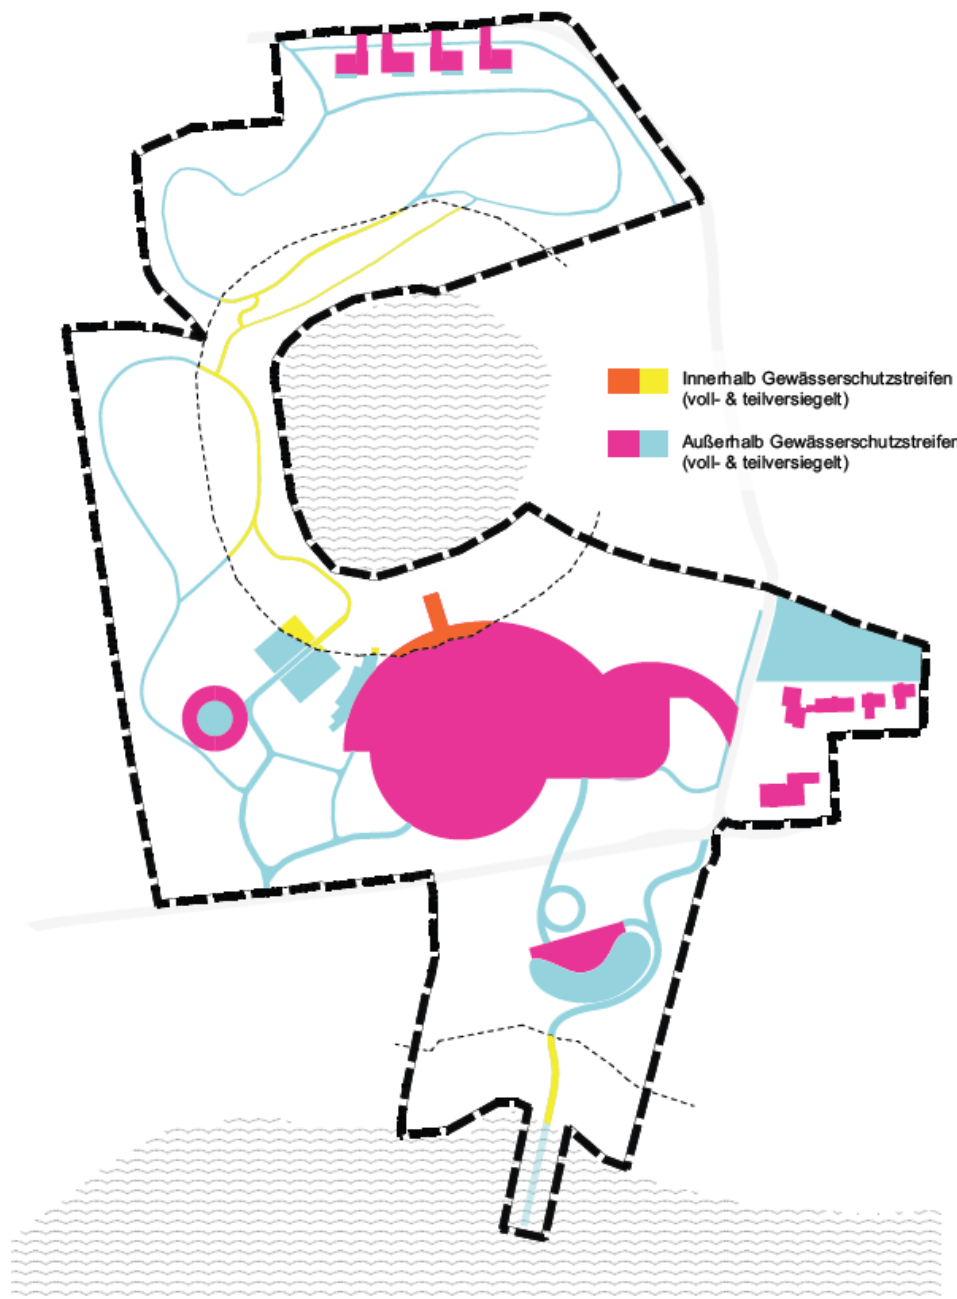 Innerhalb Gewässerschutzstreifen
(voll- & teilversiegelt)
Außerhalb Gewässerschutzstreifen
(voll- & teilversiegelt)